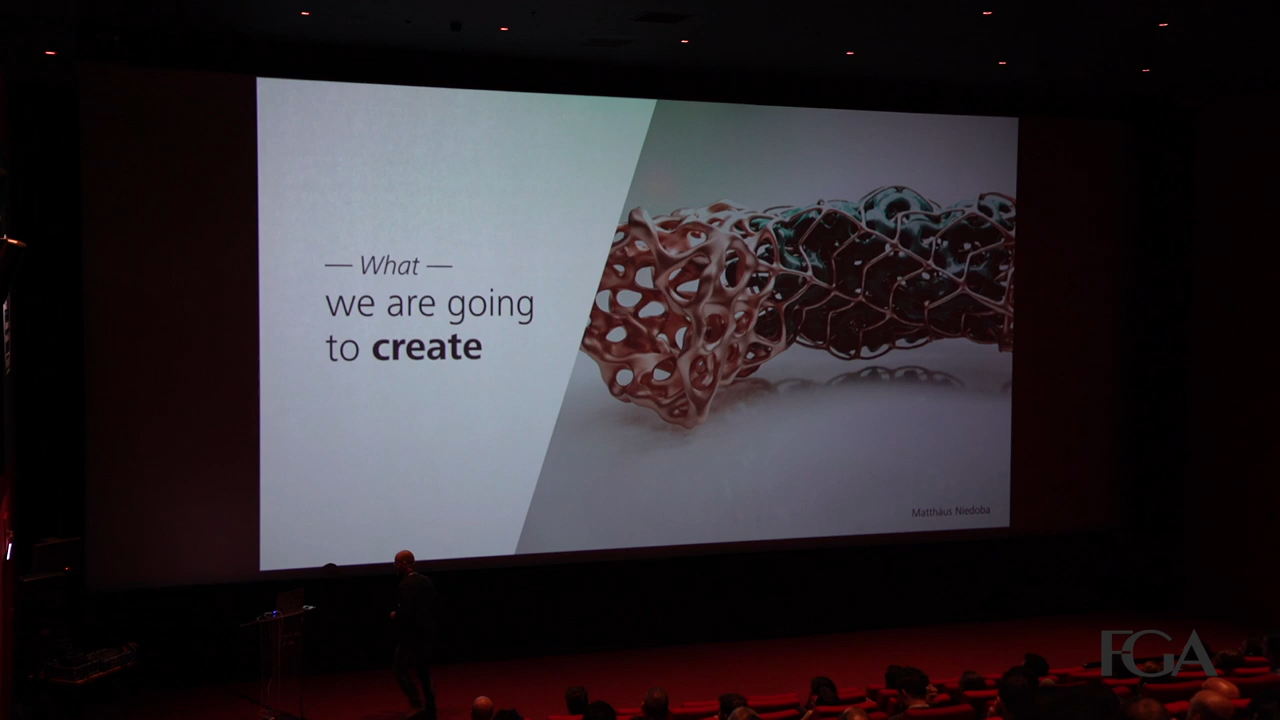 — What —
we are going
to create
Matthäus Niedoba
FGA